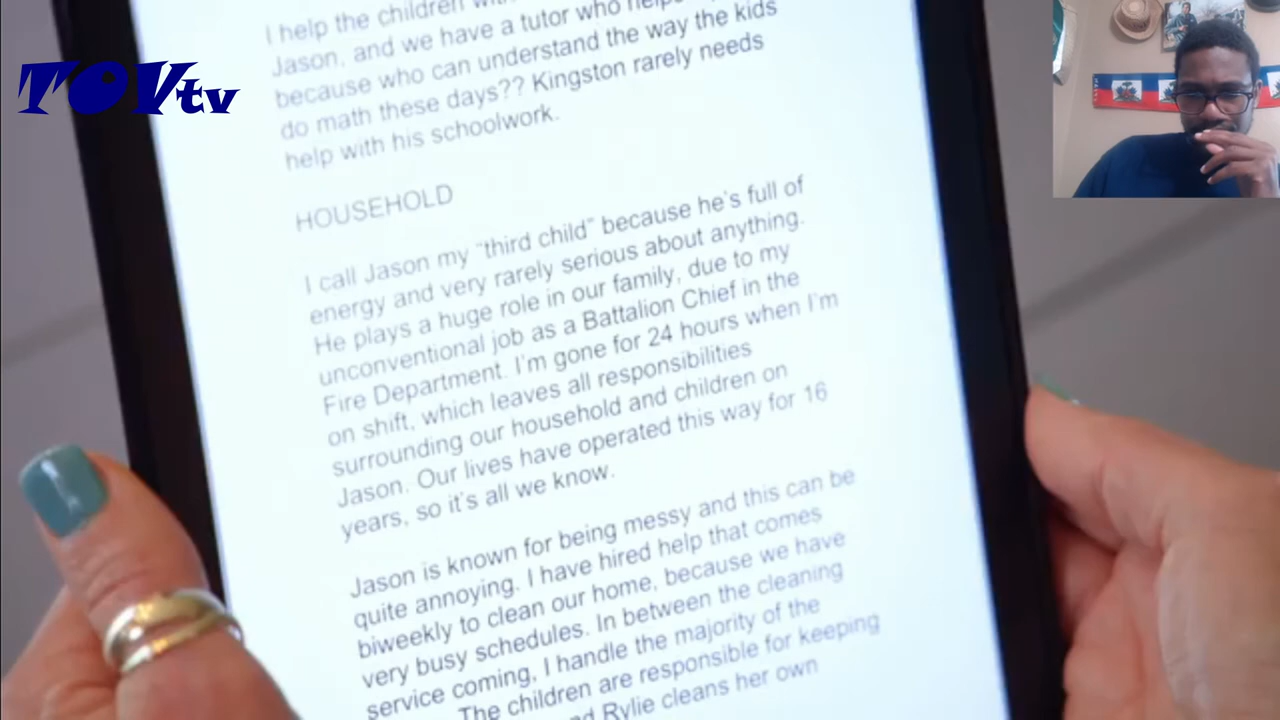 TOVtv
I help the children
Jason, and we have a tutor who helps
because who can understand the way the kids
do math these days?? Kingston rarely needs
help with his schoolwork.
HOUSEHOLD
I call Jason my "third child" because he's full of
energy and very rarely serious about anything.
He plays a huge role in our family, due to my
unconventional job as a Battalion Chief in the
Fire Department. I'm gone for 24 hours when I'm
on shift, which leaves all responsibilities
surrounding our household and children on
Jason. Our lives have operated this way for 16
years, so it's all we know.
Jason is known for being messy and this can be
quite annoying. I have hired help that comes
biweekly to clean our home, because we have
very busy schedules. In between the cleaning
service coming, I handle the majority of the
The children are responsible for keeping
Rylie cleans her own